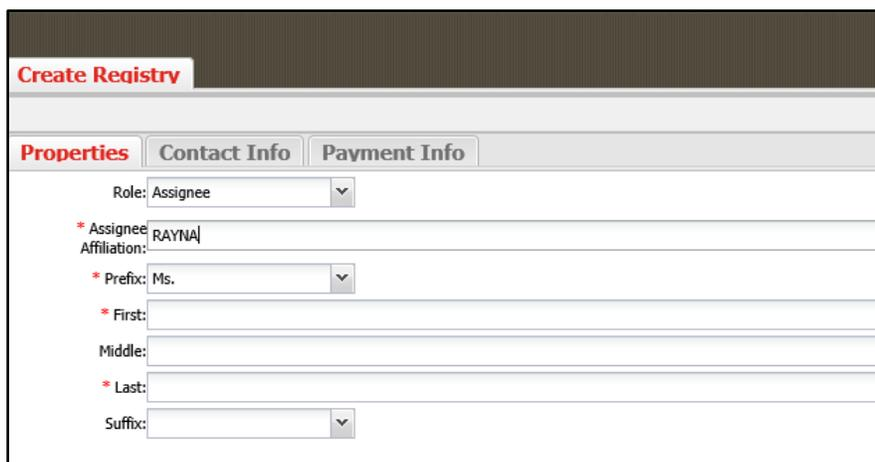 Create Registry
Properties Contact Info Payment Info
Role: Assignee
* Assignee Affiliation: RAYNA
* Prefix: Ms.
* First:
Middle:
* Last:
Suffix: